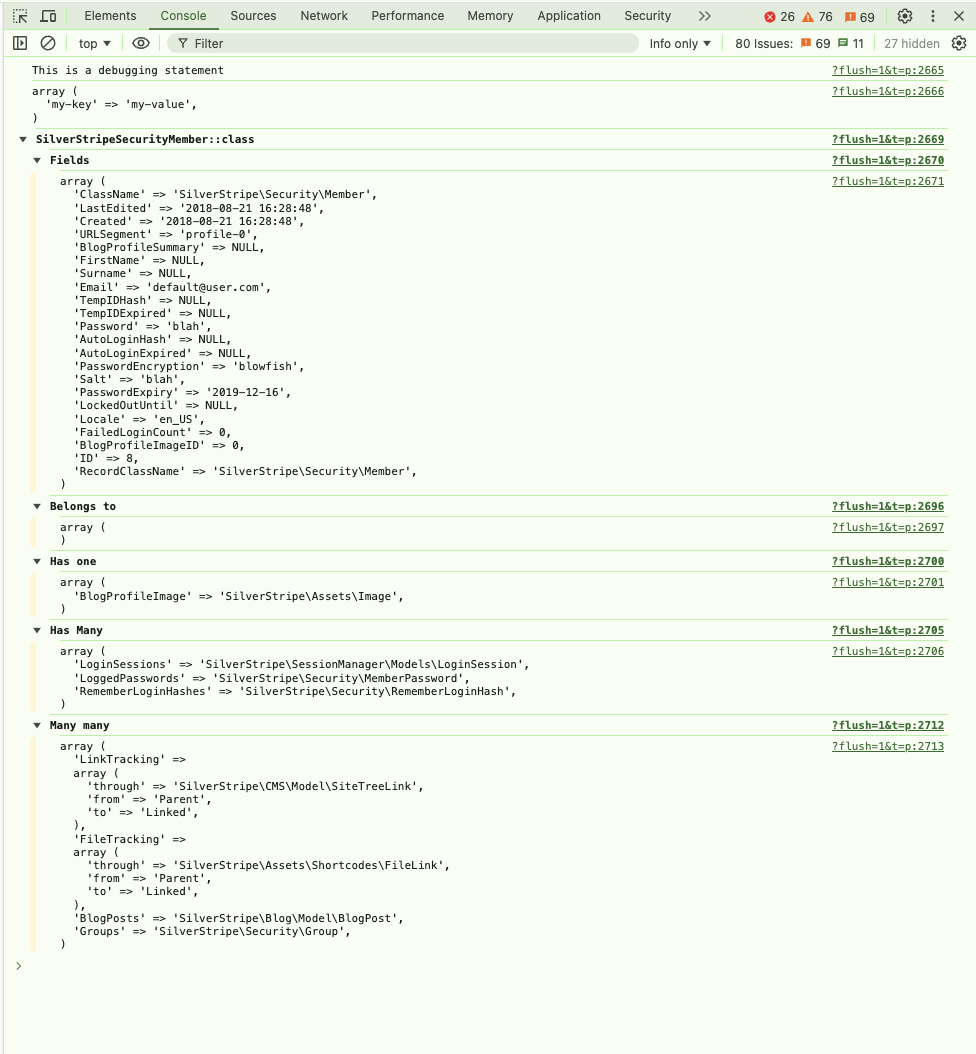 Elements Console Sources Network Performance Memory Application Security 26 76 69
top Filter Info only 80 Issues: 69 11 27 hidden
This is a debugging statement ?flush=1&t=p:2665
array ( ?flush=1&t=p:2666
'my-key' => 'my-value',
)
SilverStripeSecurityMember::class ?flush=1&t=p:2669
Fields ?flush=1&t=p:2670
array ( ?flush=1&t=p:2671
'ClassName' => 'SilverStripe\Security\Member',
'LastEdited' => '2018-08-21 16:28:48',
'Created' => '2018-08-21 16:28:48',
'URLSegment' => 'profile-0',
'BlogProfileSummary' => NULL,
'FirstName' => NULL,
'Surname' => NULL,
'Email' => 'default@user.com',
'TempIDHash' => NULL,
'TempIDExpired' => NULL,
'Password' => 'blah',
'AutoLoginHash' => NULL,
'AutoLoginExpired' => NULL,
'PasswordEncryption' => 'blowfish',
'Salt' => 'blah',
'PasswordExpiry' => '2019-12-16',
'LockedOutUntil' => NULL,
'Locale' => 'en_US',
'FailedLoginCount' => 0,
'BlogProfileImageID' => 0,
'ID' => 8,
'RecordClassName' => 'SilverStripe\Security\Member',
)
Belongs to ?flush=1&t=p:2696
array ( ?flush=1&t=p:2697
)
Has one ?flush=1&t=p:2700
array ( ?flush=1&t=p:2701
'BlogProfileImage' => 'SilverStripe\Assets\Image',
)
Has Many ?flush=1&t=p:2705
array ( ?flush=1&t=p:2706
'LoginSessions' => 'SilverStripe\SessionManager\Models\LoginSession',
'LoggedPasswords' => 'SilverStripe\Security\MemberPassword',
'RememberLoginHashes' => 'SilverStripe\Security\RememberLoginHash',
)
Many many ?flush=1&t=p:2712
array ( ?flush=1&t=p:2713
'LinkTracking' =>
array (
'through' => 'SilverStripe\CMS\Model\SiteTreeLink',
'from' => 'Parent',
'to' => 'Linked',
),
'FileTracking' =>
array (
'through' => 'SilverStripe\Assets\Shortcodes\FileLink',
'from' => 'Parent',
'to' => 'Linked',
),
'BlogPosts' => 'SilverStripe\Blog\Model\BlogPost',
'Groups' => 'SilverStripe\Security\Group',
)